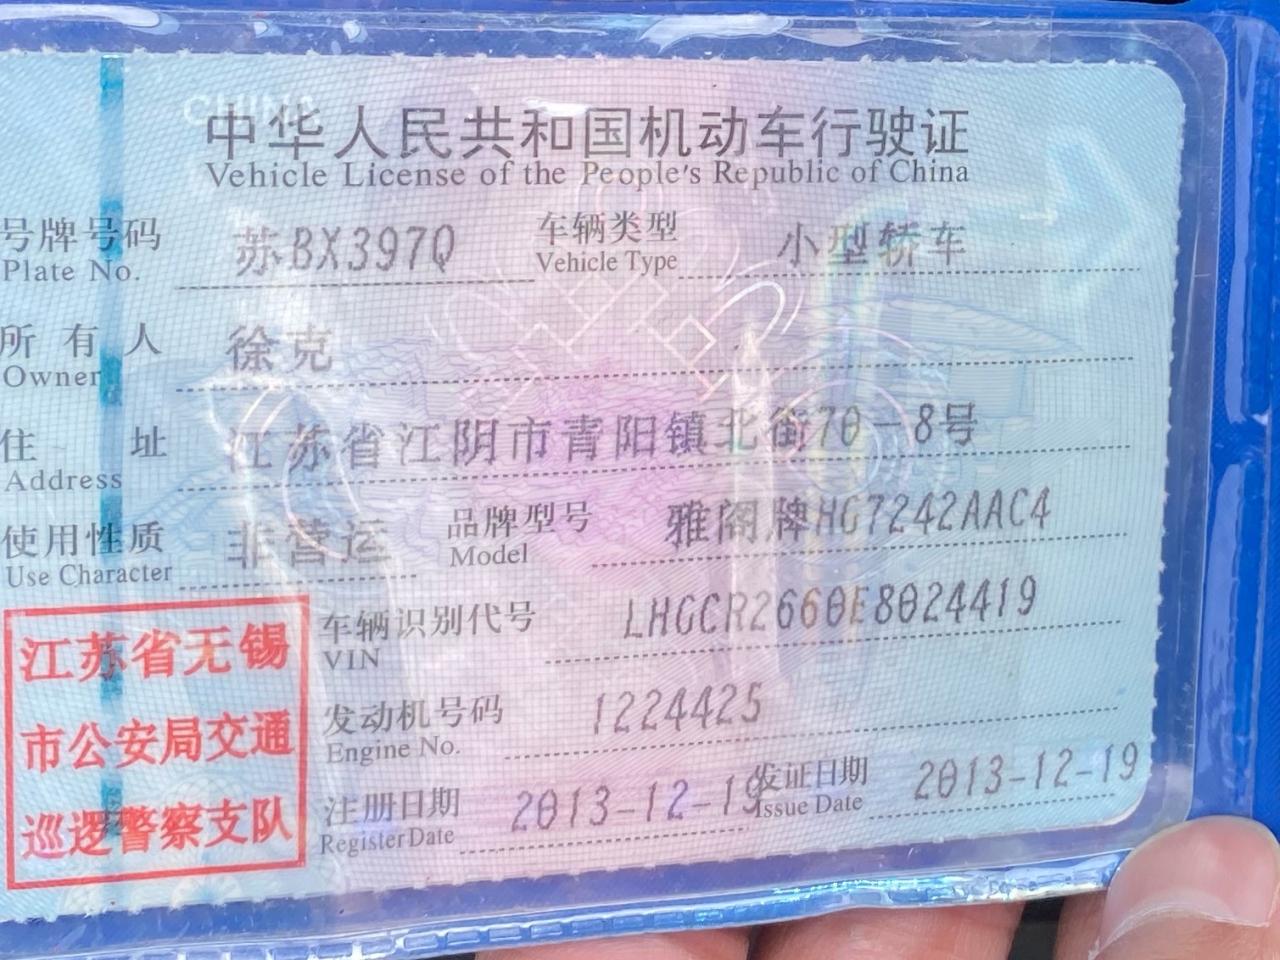 CHINA
中华人民共和国机动车行驶证
Vehicle License of the People's Republic of China
号牌号码 苏BX397Q 车辆类型 小型轿车
Plate No. Vehicle Type
所有人 徐克
Owner
住址 江苏省江阴市青阳镇北街70-8号
Address
使用性质 非营运 品牌型号 雅阁牌HG7242AAC4
Use Character Model
车辆识别代号 LHGCR2660E8024419
VIN
发动机号码 1224425
Engine No.
注册日期 2013-12-19 发证日期 2013-12-19
Register Date Issue Date
江苏省无锡
市公安局交通
巡逻警察支队